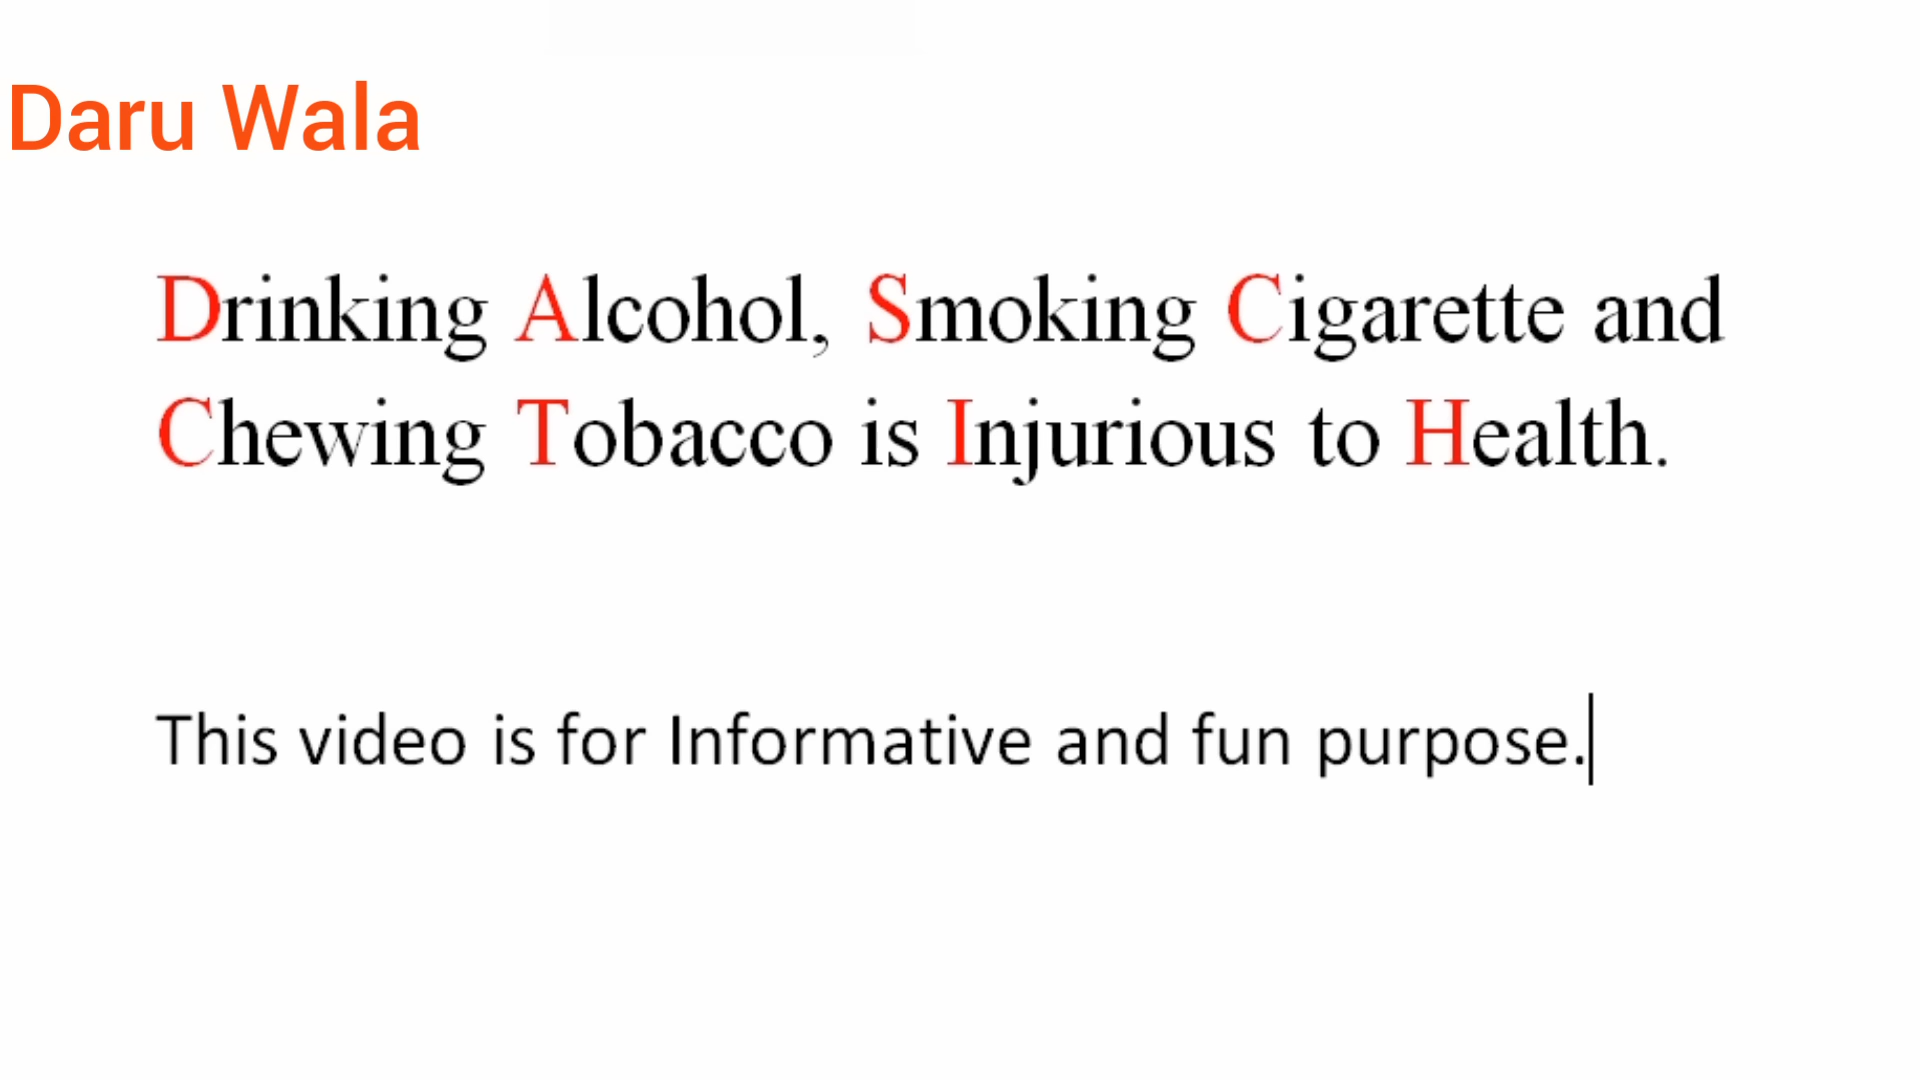 Daru Wala
Drinking Alcohol, Smoking Cigarette and
Chewing Tobacco is Injurious to Health.
This video is for Informative and fun purpose.